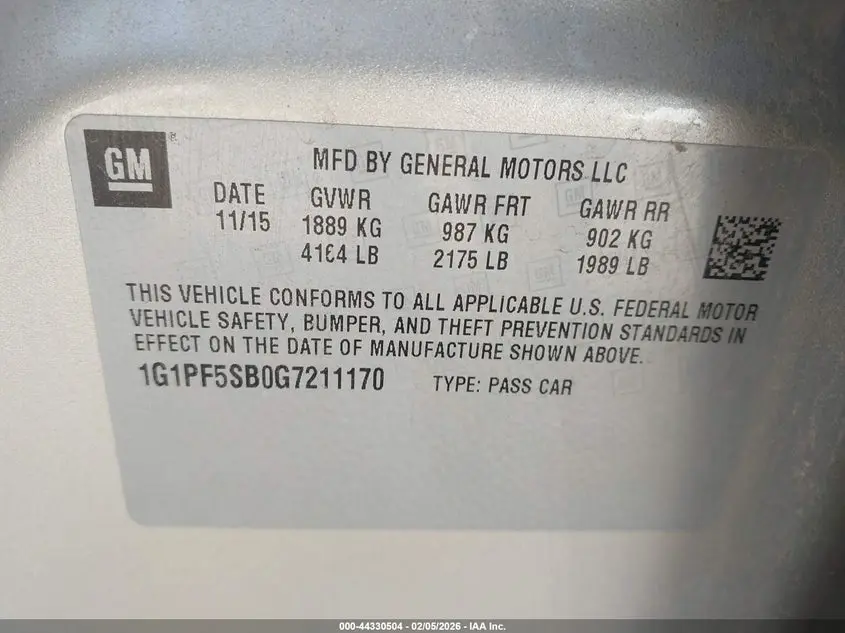 GM
®
MFD BY GENERAL MOTORS LLC
DATE GVWR GAWR FRT GAWR RR
11/15 1889 KG 987 KG 902 KG
4164 LB 2175 LB 1989 LB
THIS VEHICLE CONFORMS TO ALL APPLICABLE U.S. FEDERAL MOTOR
VEHICLE SAFETY, BUMPER, AND THEFT PREVENTION STANDARDS IN
EFFECT ON THE DATE OF MANUFACTURE SHOWN ABOVE.
1G1PF5SB0G7211170 TYPE: PASS CAR
000-44330504 - 02/05/2026 - IAA Inc.